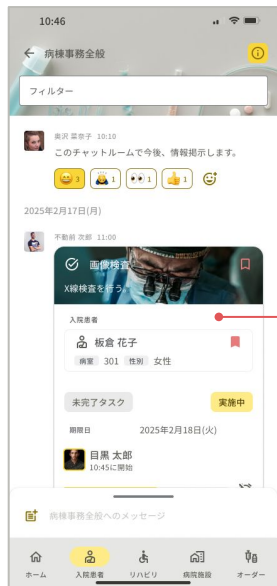 10:46
病棟事務全般
フィルター
奥沢 菜奈子 10:10
このチャットルームで今後、情報掲示します。
3 1 1 1
2025年2月17日(月)
不動前 次郎 11:00
画像検査
X線検査を行う。
入院患者
板倉 花子
病室 301 性別 女性
未完了タスク 実施中
期限日 2025年2月18日(火)
目黒 太郎
10:45に開始
病棟事務全般へのメッセージ
ホーム 入院患者 リハビリ 病院施設 オーダー